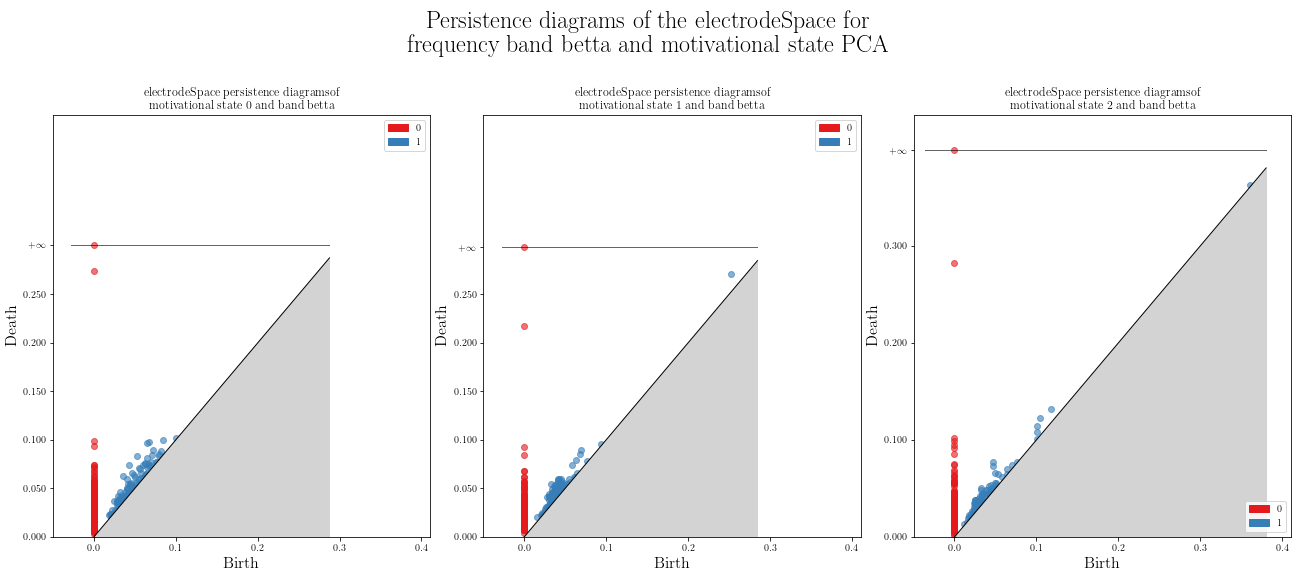 Persistence diagrams of the electrodeSpace for
frequency band betta and motivational state PCA
electrodeSpace persistence diagramsof
motivational state 0 and band betta
0
1
+∞
0.250
0.200
0.150
0.100
0.050
0.000
Death
0.0 0.1 0.2 0.3 0.4
Birth
electrodeSpace persistence diagramsof
motivational state 1 and band betta
0
1
+∞
0.250
0.200
0.150
0.100
0.050
0.000
Death
0.0 0.1 0.2 0.3 0.4
Birth
electrodeSpace persistence diagramsof
motivational state 2 and band betta
+∞
0.300
0.200
0.100
0.000
Death
0
1
0.0 0.1 0.2 0.3 0.4
Birth